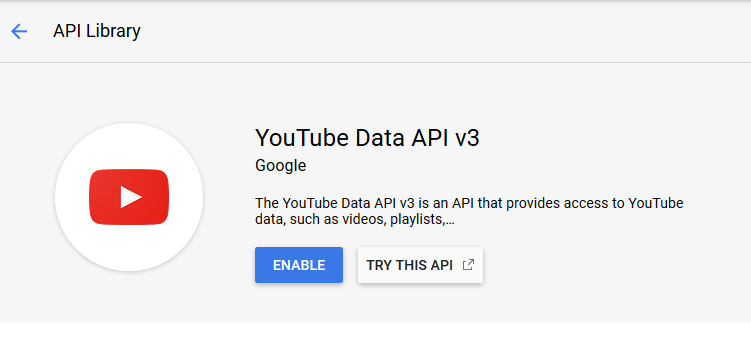 API Library
YouTube Data API v3
Google
The YouTube Data API v3 is an API that provides access to YouTube
data, such as videos, playlists,...
ENABLE
TRY THIS API